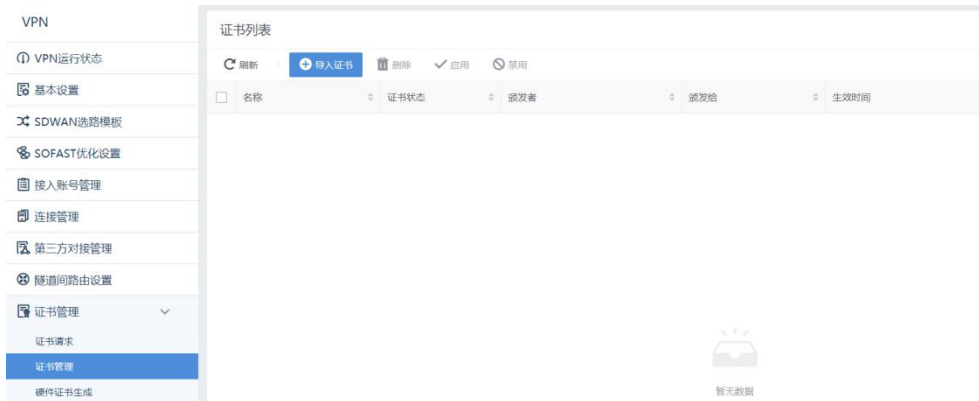 VPN
VPN运行状态
基本设置
SDWAN选路模板
SOFAST优化设置
接入账号管理
连接管理
第三方对接管理
隧道间路由设置
证书管理
证书请求
证书管理
硬件证书生成
证书列表
刷新 导入证书 删除 启用 禁用
名称 证书状态 颁发者 颁发给 生效时间
暂无数据